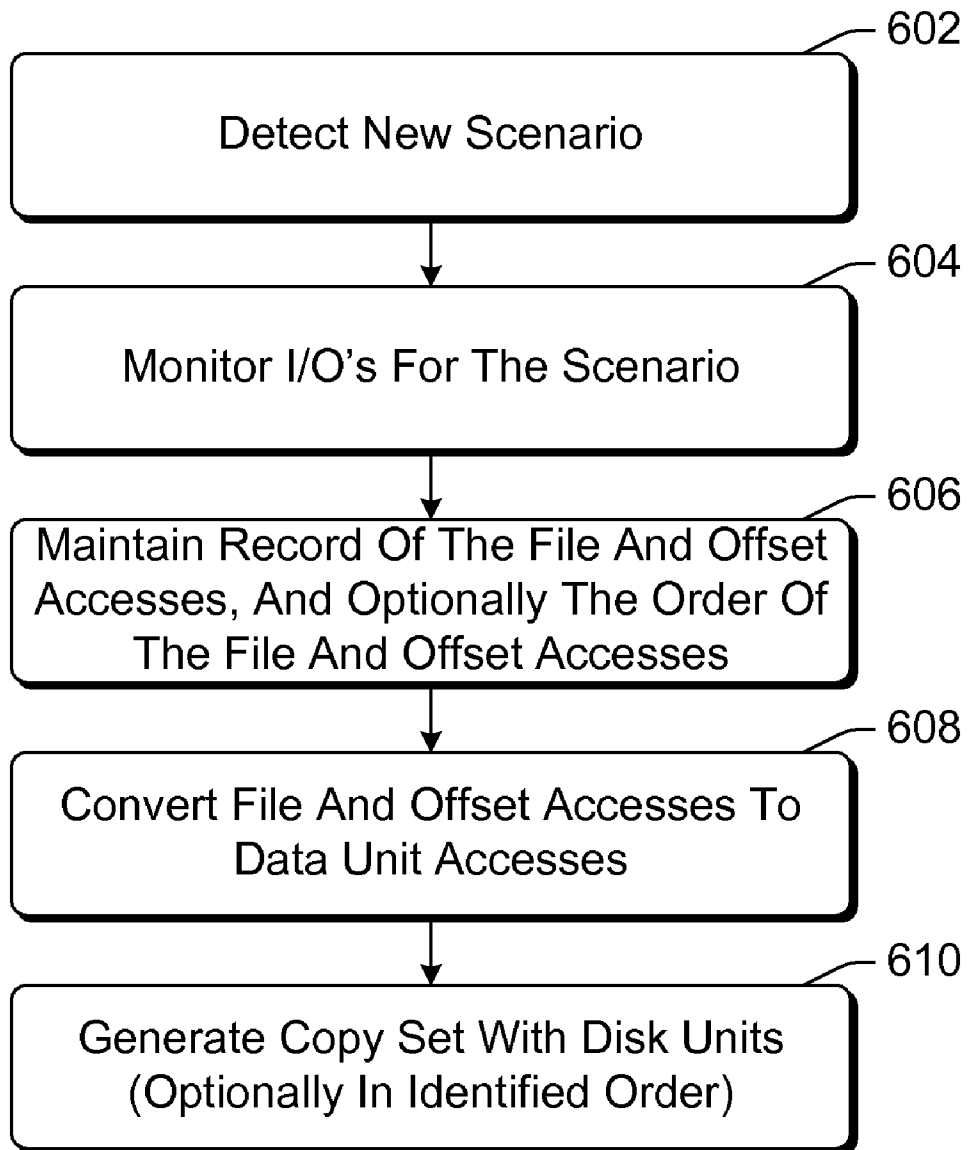 602
Detect New Scenario
604
Monitor I/O's For The Scenario
606
Maintain Record Of The File And Offset
Accesses, And Optionally The Order Of
The File And Offset Accesses
608
Convert File And Offset Accesses To
Data Unit Accesses
610
Generate Copy Set With Disk Units
(Optionally In Identified Order)